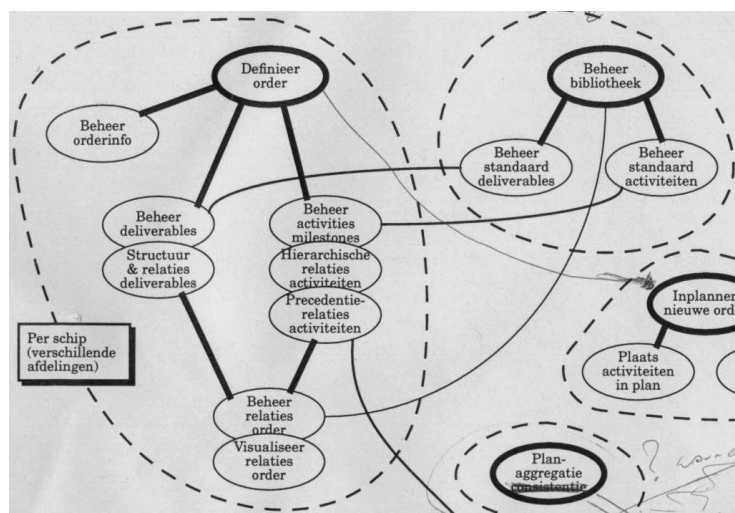 Definieer
order
Beheer
bibliotheek
Beheer
orderinfo
Beheer
standaard
deliverables
Beheer
standaard
activiteiten
Beheer
deliverables
Structuur
& relaties
deliverables
Beheer
activities
milestones
Hierarchische
relaties
activiteiten
Precedentie-
relaties
activiteiten
Inplannen
nieuwe ord
Per schip
(verschillende
afdelingen)
Plaats
activiteiten
in plan
Beheer
relaties
order
Visualiseer
relaties
order
Plan-
aggregatie
consistentie
?